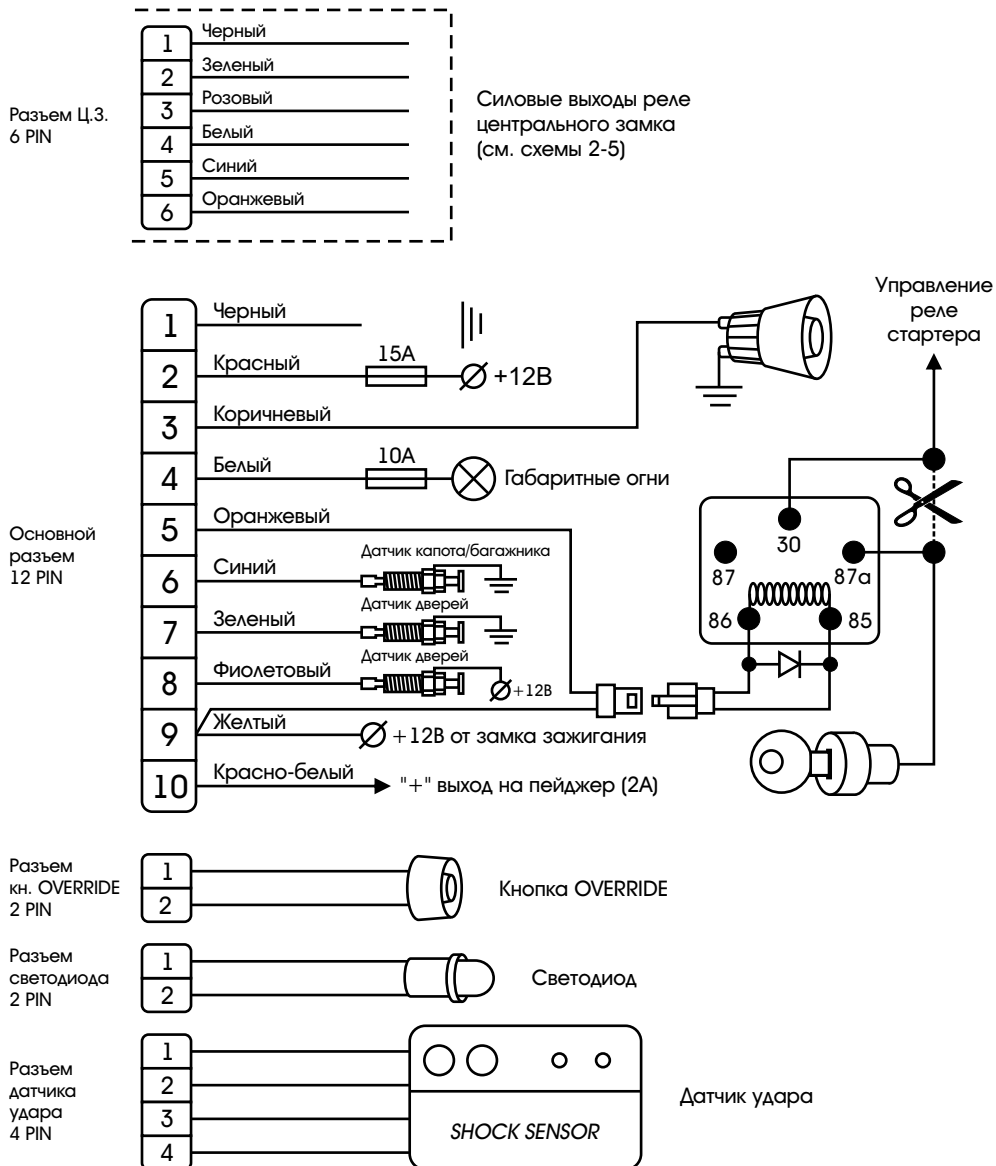 Разъем Ц.З.
6 PIN
1 Черный
2 Зеленый
3 Розовый
4 Белый
5 Синий
6 Оранжевый
Силовые выходы реле
центрального замка
(см. схемы 2-5)
Основной
разъем
12 PIN
1 Черный
2 Красный 15А +12В
3 Коричневый
4 Белый 10А Габаритные огни
5 Оранжевый
6 Синий Датчик капота/багажника
7 Зеленый Датчик дверей
8 Фиолетовый Датчик дверей +12В
9 Желтый +12В от замка зажигания
10 Красно-белый "+" выход на пейджер (2А)
Управление
реле
стартера
30
87 87а
86 85
Разъем
кн. OVERRIDE
2 PIN
1
2
Кнопка OVERRIDE
Разъем
светодиода
2 PIN
1
2
Светодиод
Разъем
датчика
удара
4 PIN
1
2
3
4
SHOCK SENSOR
Датчик удара